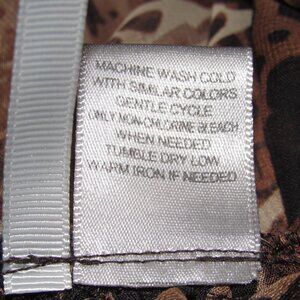 MACHINE WASH COLD
WITH SIMILAR COLORS
GENTLE CYCLE
ONLY NON-CHLORINE BLEACH
WHEN NEEDED
TUMBLE DRY LOW
WARM IRON IF NEEDED